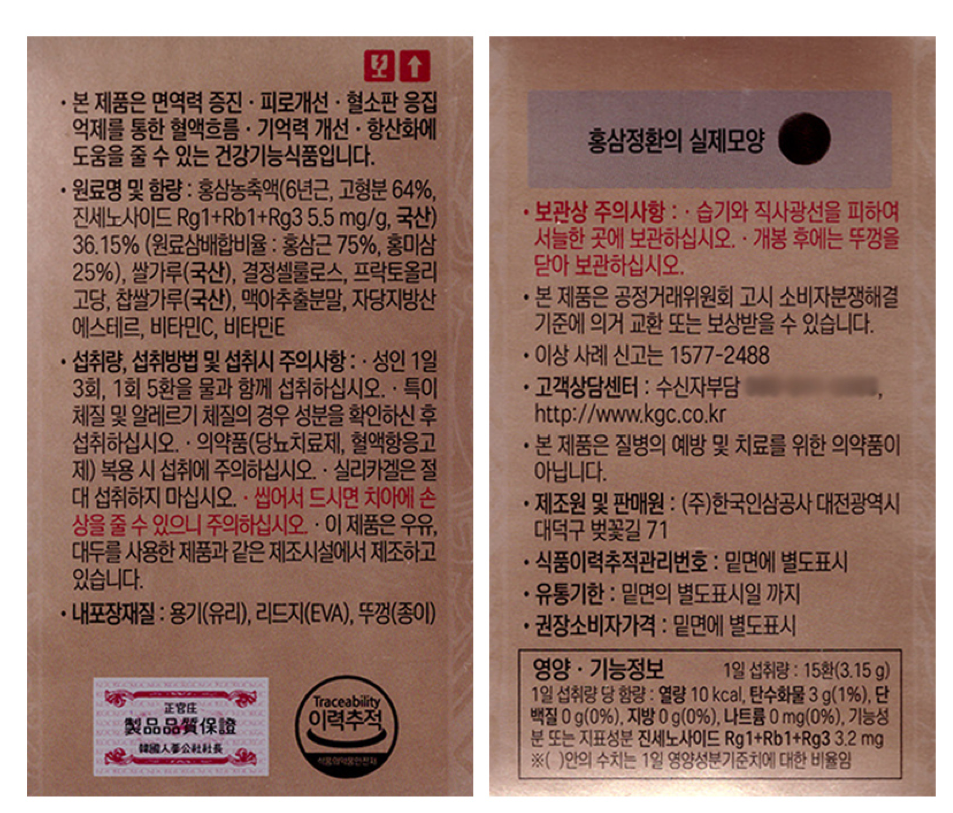 · 본 제품은 면역력 증진 · 피로개선 · 혈소판 응집
억제를 통한 혈액흐름 · 기억력 개선 · 항산화에
도움을 줄 수 있는 건강기능식품입니다.
· 원료명 및 함량 : 홍삼농축액(6년근, 고형분 64%,
진세노사이드 Rg1+Rb1+Rg3 5.5 mg/g, 국산)
36.15% (원료삼배합비율 : 홍삼근 75%, 홍미삼
25%), 쌀가루(국산), 결정셀룰로스, 프락토올리
고당, 찹쌀가루(국산), 맥아추출분말, 자당지방산
에스테르, 비타민C, 비타민E
· 섭취량, 섭취방법 및 섭취시 주의사항 : · 성인 1일
3회, 1회 5환을 물과 함께 섭취하십시오. · 특이
체질 및 알레르기 체질의 경우 성분을 확인하신 후
섭취하십시오. · 의약품(당뇨치료제, 혈액항응고
제) 복용 시 섭취에 주의하십시오. · 실리카겔은 절
대 섭취하지 마십시오. · 씹어서 드시면 치아에 손
상을 줄 수 있으니 주의하십시오. · 이 제품은 우유,
대두를 사용한 제품과 같은 제조시설에서 제조하고
있습니다.
· 내포장재질 : 용기(유리), 리드지(EVA), 뚜껑(종이)
正官庄
製品品質保證
韓國人蔘公社社長
Traceability
이력추적
식품의약품안전처
홍삼정환의 실제모양
· 보관상 주의사항 : · 습기와 직사광선을 피하여
서늘한 곳에 보관하십시오. · 개봉 후에는 뚜껑을
닫아 보관하십시오.
· 본 제품은 공정거래위원회 고시 소비자분쟁해결
기준에 의거 교환 또는 보상받을 수 있습니다.
· 이상 사례 신고는 1577-2488
· 고객상담센터 : 수신자부담 ,
http://www.kgc.co.kr
· 본 제품은 질병의 예방 및 치료를 위한 의약품이
아닙니다.
· 제조원 및 판매원 : (주)한국인삼공사 대전광역시
대덕구 벚꽃길 71
· 식품이력추적관리번호 : 밑면에 별도표시
· 유통기한 : 밑면의 별도표시일 까지
· 권장소비자가격 : 밑면에 별도표시
영양 · 기능정보 1일 섭취량 : 15환(3.15 g)
1일 섭취량 당 함량 : 열량 10 kcal, 탄수화물 3 g(1%), 단
백질 0 g(0%), 지방 0 g(0%), 나트륨 0 mg(0%), 기능성
분 또는 지표성분 진세노사이드 Rg1+Rb1+Rg3 3.2 mg
※( )안의 수치는 1일 영양성분기준치에 대한 비율임